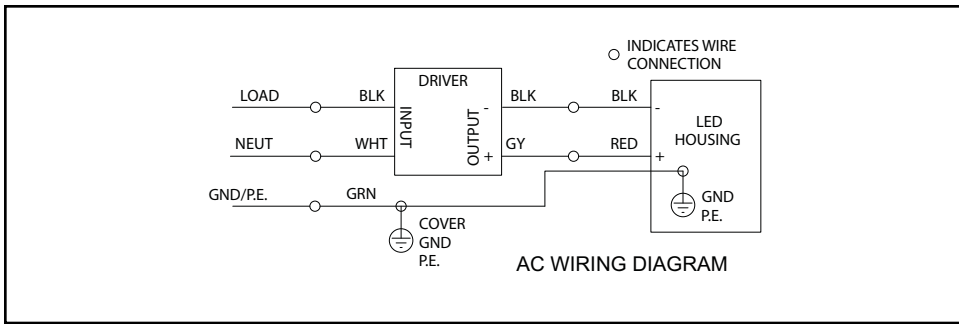 INDICATES WIRE
CONNECTION
DRIVER
LOAD
BLK
INPUT
OUTPUT
-
BLK
BLK
-
LED
HOUSING
NEUT
WHT
+
GY
RED
+
GND/P.E.
GRN
COVER
GND
P.E.
GND
P.E.
AC WIRING DIAGRAM